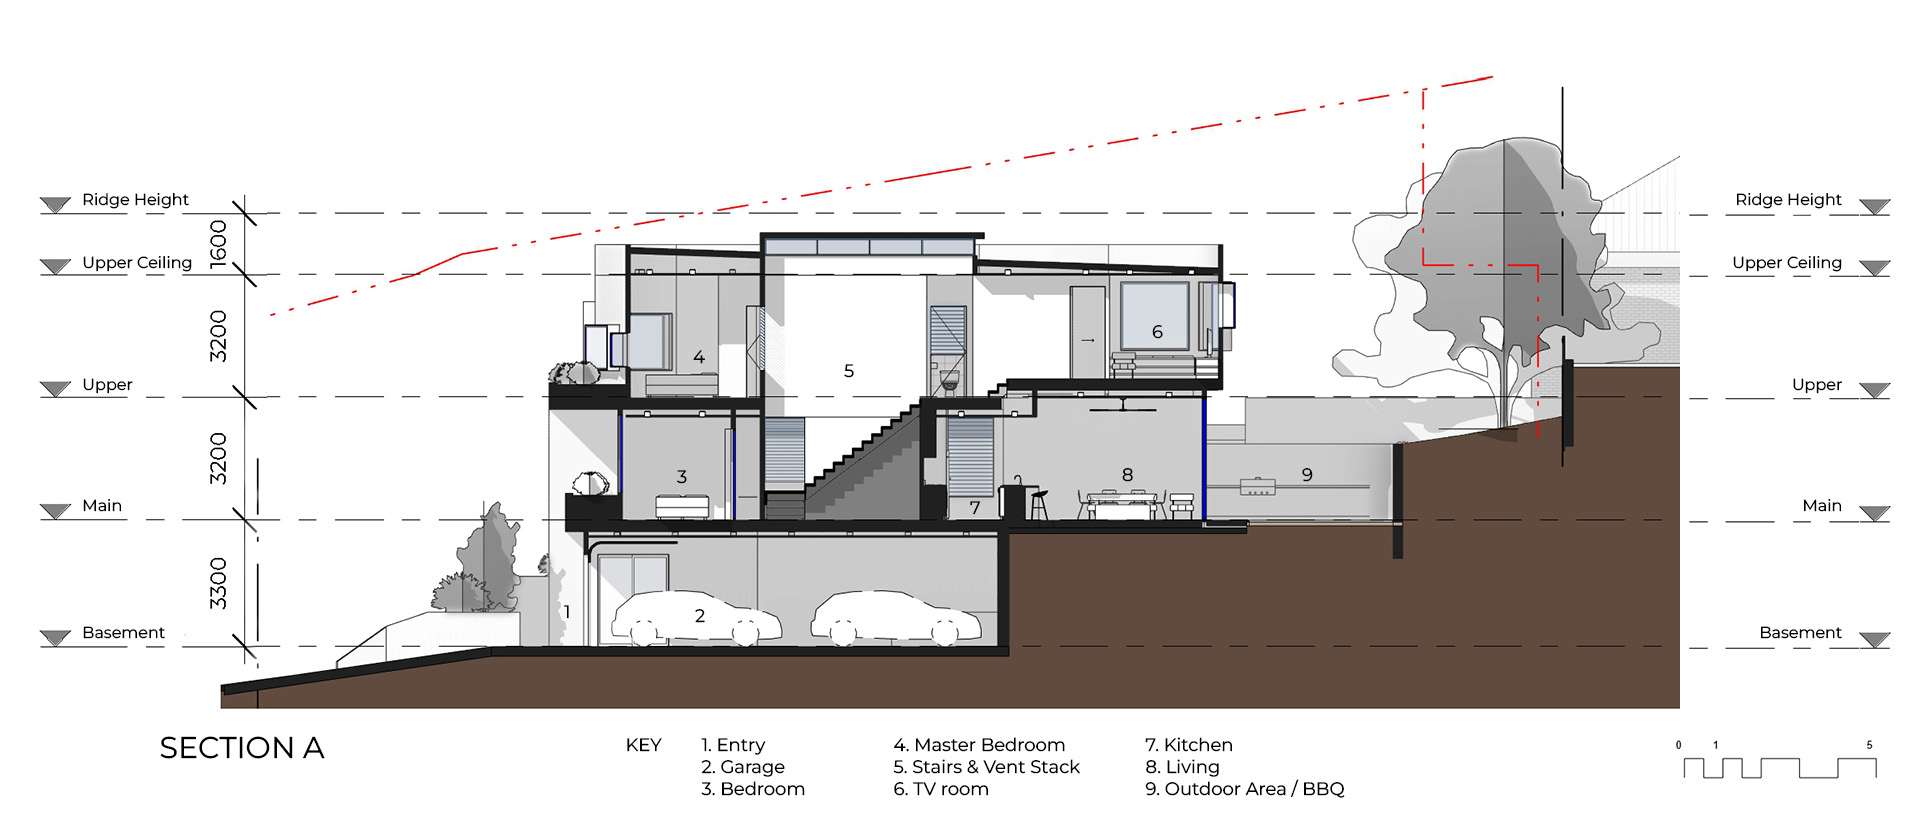 Ridge Height
Ridge Height
1600
Upper Ceiling
Upper Ceiling
3200
6
4
5
Upper
Upper
3200
3
8
9
7
Main
Main
3300
1
2
Basement
Basement
SECTION A
KEY
1. Entry
2. Garage
3. Bedroom
4. Master Bedroom
5. Stairs & Vent Stack
6. TV room
7. Kitchen
8. Living
9. Outdoor Area / BBQ
0 1 5